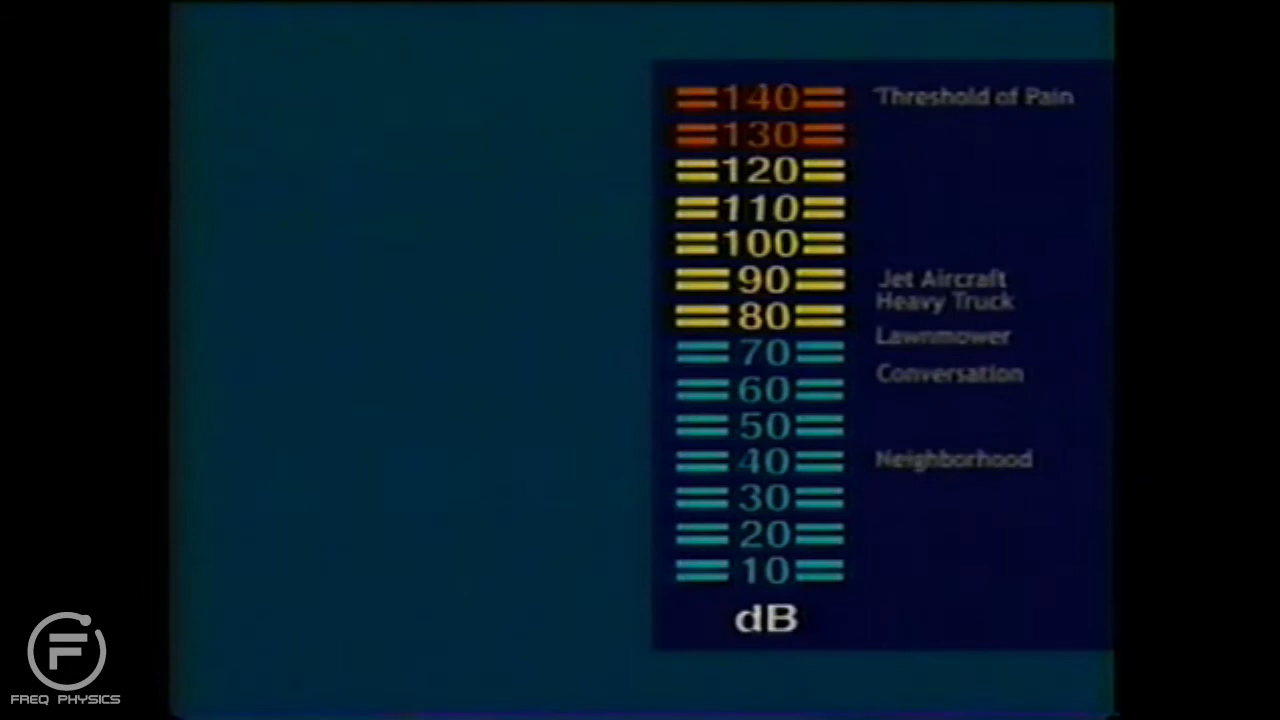 140 Threshold of Pain
130
120
110
100
90 Jet Aircraft
Heavy Truck
80
Lawnmower
70
Conversation
60
50
40 Neighborhood
30
20
10
dB
FREQ PHYSICS